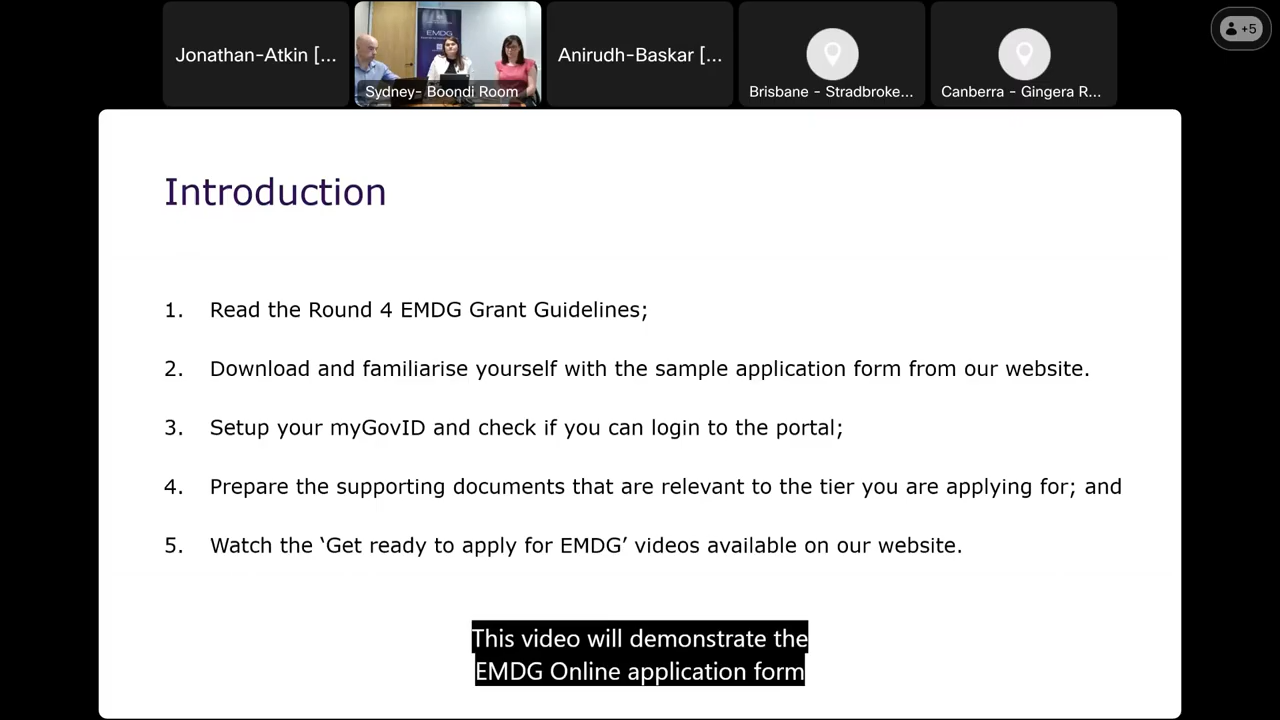 Jonathan-Atkin [...
EMDG
Sydney- Boondi Room
Anirudh-Baskar [...
Brisbane - Stradbroke...
Canberra - Gingera R...
+5
Introduction
1. Read the Round 4 EMDG Grant Guidelines;
2. Download and familiarise yourself with the sample application form from our website.
3. Setup your myGovID and check if you can login to the portal;
4. Prepare the supporting documents that are relevant to the tier you are applying for; and
5. Watch the ‘Get ready to apply for EMDG’ videos available on our website.
This video will demonstrate the
EMDG Online application form